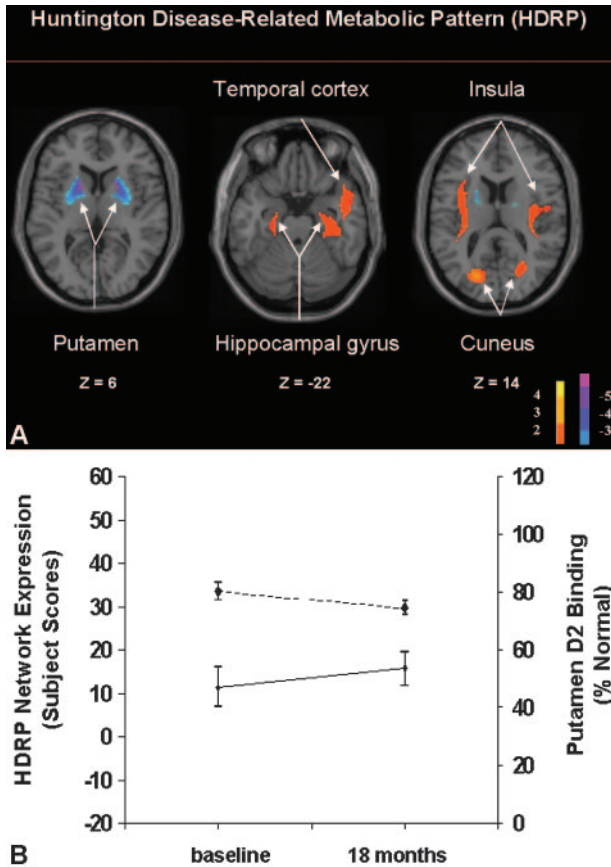 Huntington Disease-Related Metabolic Pattern (HDRP)
Temporal cortex
Insula
Putamen
Hippocampal gyrus
Cuneus
Z = 6
Z = -22
Z = 14
4
3
2
-5
-4
-3
A
60
50
40
30
20
10
0
-10
-20
HDRP Network Expression
(Subject Scores)
120
100
80
60
40
20
0
Putamen D2 Binding
(% Normal)
baseline
18 months
B